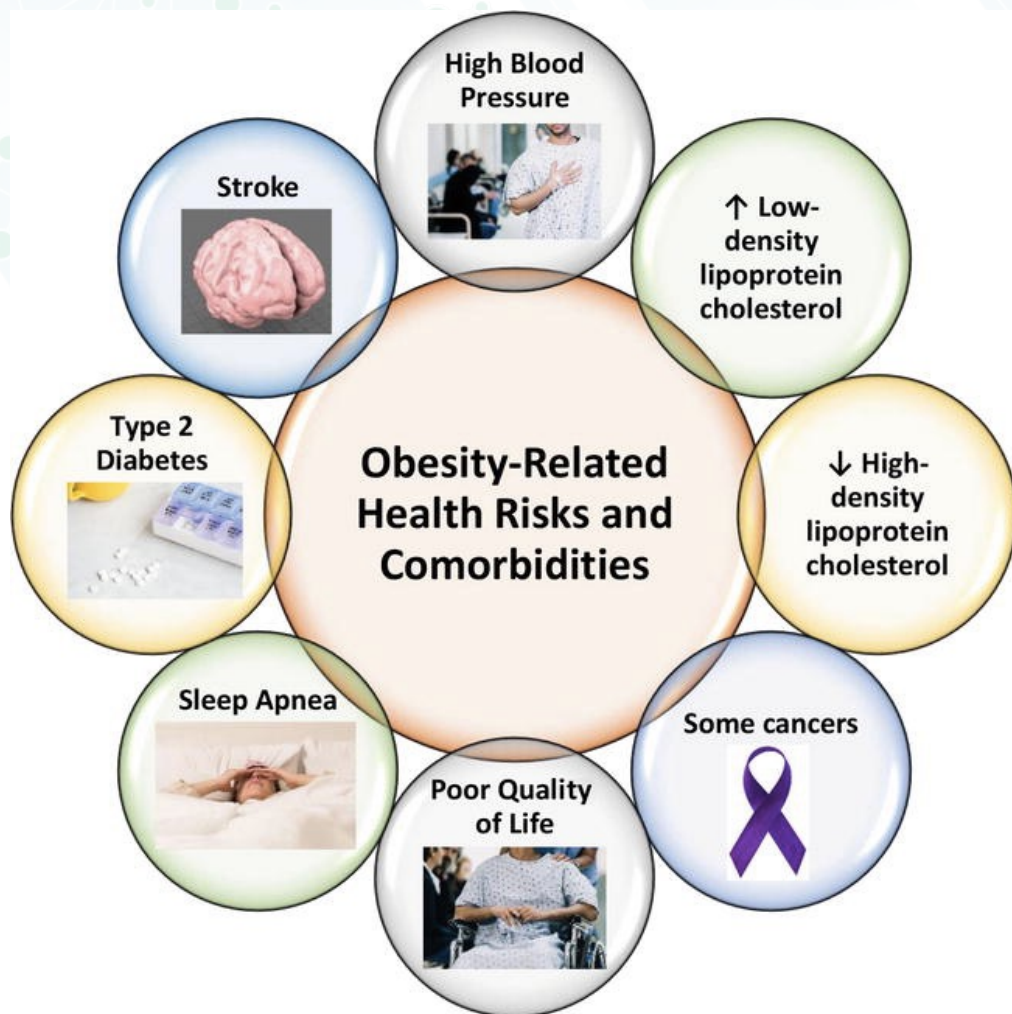 High Blood
Pressure
↑ Low-
density
lipoprotein
cholesterol
↓ High-
density
lipoprotein
cholesterol
Some cancers
Poor Quality
of Life
Sleep Apnea
Type 2
Diabetes
Stroke
Obesity-Related
Health Risks and
Comorbidities